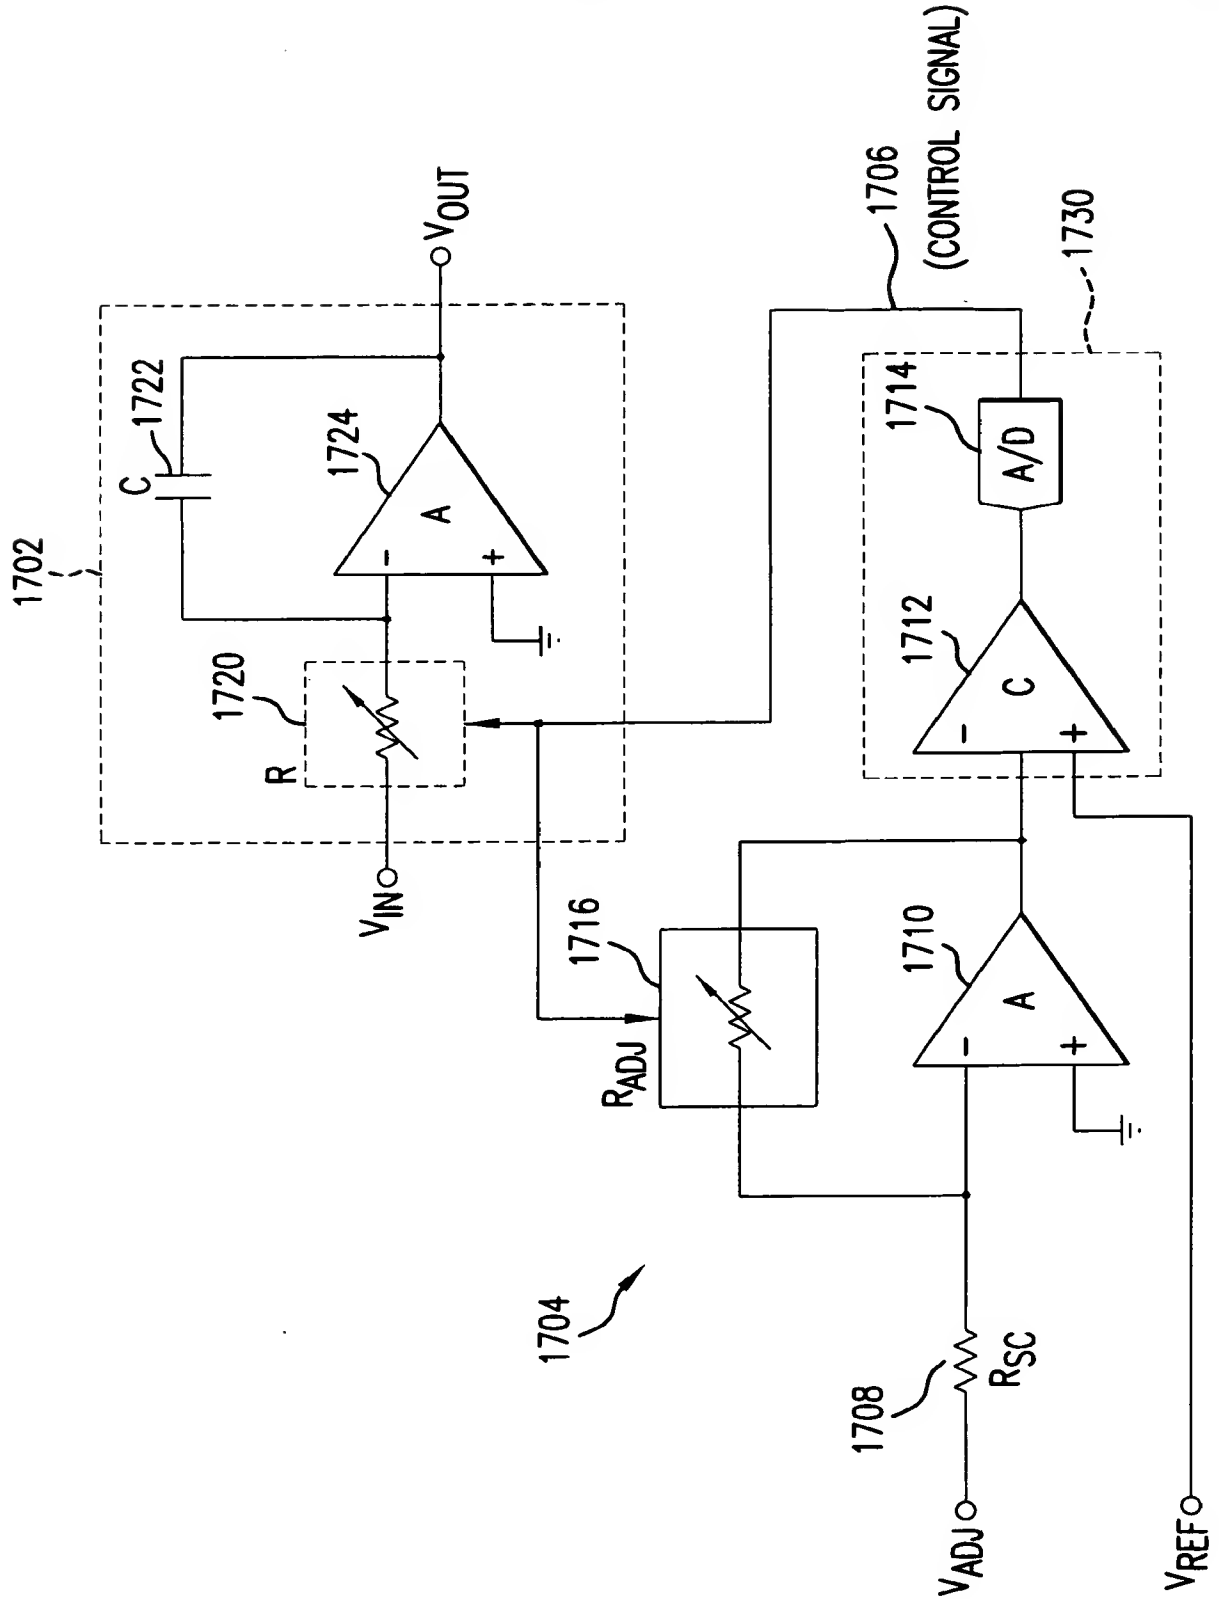 1702
C
1722
1724
A
-
+
VOUT
1720
R
VIN
1706
(CONTROL SIGNAL)
1730
1714
A/D
1712
C
-
+
1716
RADJ
1710
A
-
+
1704
1708
RSC
VADJ
VREF